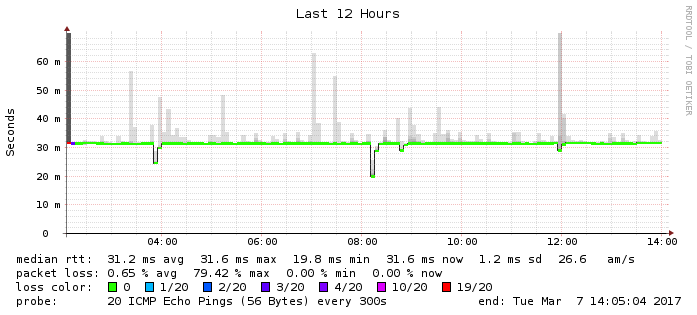 Last 12 Hours
RRDTOOL / TOBI OETIKER
Seconds
60 m
50 m
40 m
30 m
20 m
10 m
0
04:00 06:00 08:00 10:00 12:00 14:00
median rtt: 31.2 ms avg 31.6 ms max 19.8 ms min 31.6 ms now 1.2 ms sd 26.6 am/s
packet loss: 0.65 % avg 79.42 % max 0.00 % min 0.00 % now
loss color: 0 1/20 2/20 3/20 4/20 10/20 19/20
probe: 20 ICMP Echo Pings (56 Bytes) every 300s end: Tue Mar 7 14:05:04 2017